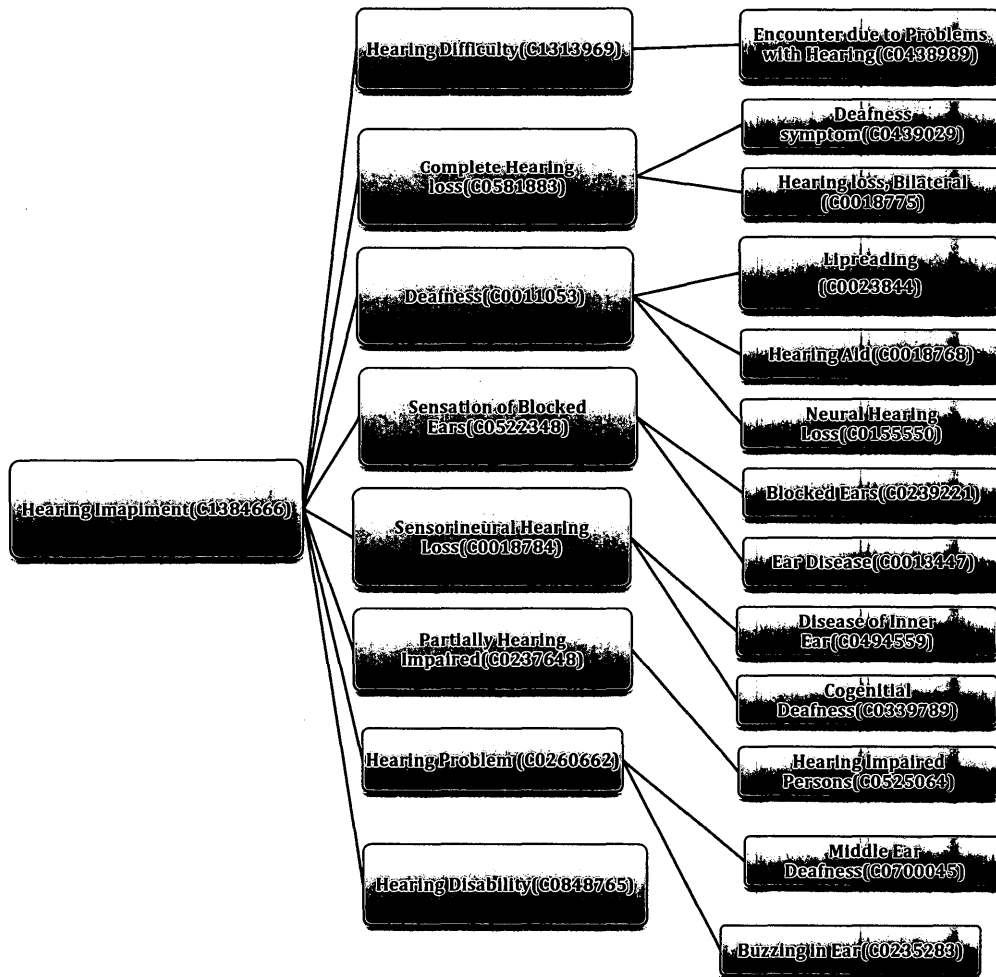 Hearing Difficulty(C1313969)
Encounter due to Problems
with Hearing(C0438989)
Complete Hearing
loss(C0581883)
Deafness
symptom(C0439029)
Hearing loss, Bilateral
(C0018775)
Deafness(C0011053)
Lipreading
(C0023844)
Hearing Aid(C0018768)
Neural Hearing
Loss(C0155550)
Sensation of Blocked
Ears(C0522348)
Blocked Ears(C0239221)
Ear Disease(C0013447)
Hearing Imapiment(C1384666)
Sensorineural Hearing
Loss(C0018784)
Disease of Inner
Ear(C0494559)
Cogenitial
Deafness(C0339789)
Partially Hearing
Impaired(C0237648)
Hearing Impaired
Persons(C0525064)
Hearing Problem (C0260662)
Middle Ear
Deafness(C0700045)
Buzzing in Ear(C0235283)
Hearing Disability(C0848765)